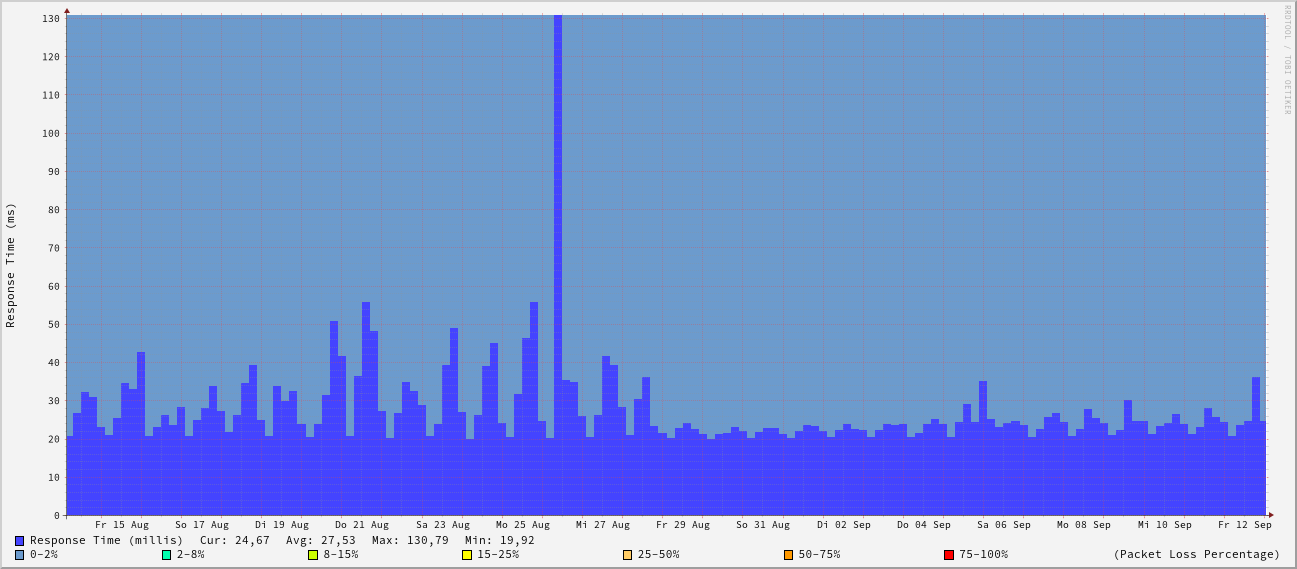 RRDTOOL / TOBI OETIKER
Response Time (ms)
130
120
110
100
90
80
70
60
50
40
30
20
10
0
Fr 15 Aug So 17 Aug Di 19 Aug Do 21 Aug Sa 23 Aug Mo 25 Aug Mi 27 Aug Fr 29 Aug So 31 Aug Di 02 Sep Do 04 Sep Sa 06 Sep Mo 08 Sep Mi 10 Sep Fr 12 Sep
Response Time (millis) Cur: 24,67 Avg: 27,53 Max: 130,79 Min: 19,92
0-2% 2-8% 8-15% 15-25% 25-50% 50-75% 75-100% (Packet Loss Percentage)